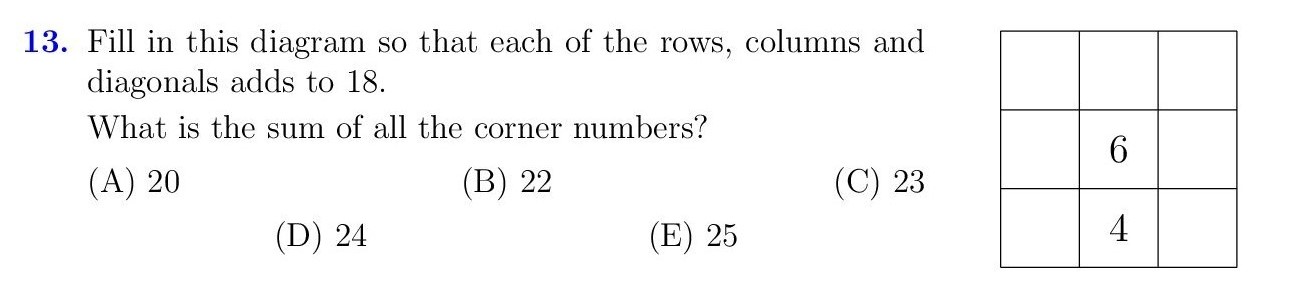 13. Fill in this diagram so that each of the rows, columns and
diagonals adds to 18.
What is the sum of all the corner numbers?
(A) 20 (B) 22 (C) 23
(D) 24 (E) 25
6
4